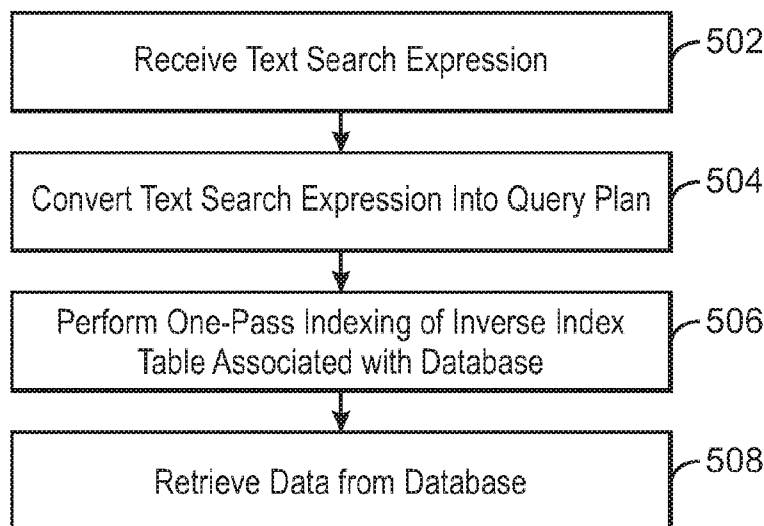 Receive Text Search Expression
502
Convert Text Search Expression Into Query Plan
504
Perform One-Pass Indexing of Inverse Index
Table Associated with Database
506
Retrieve Data from Database
508